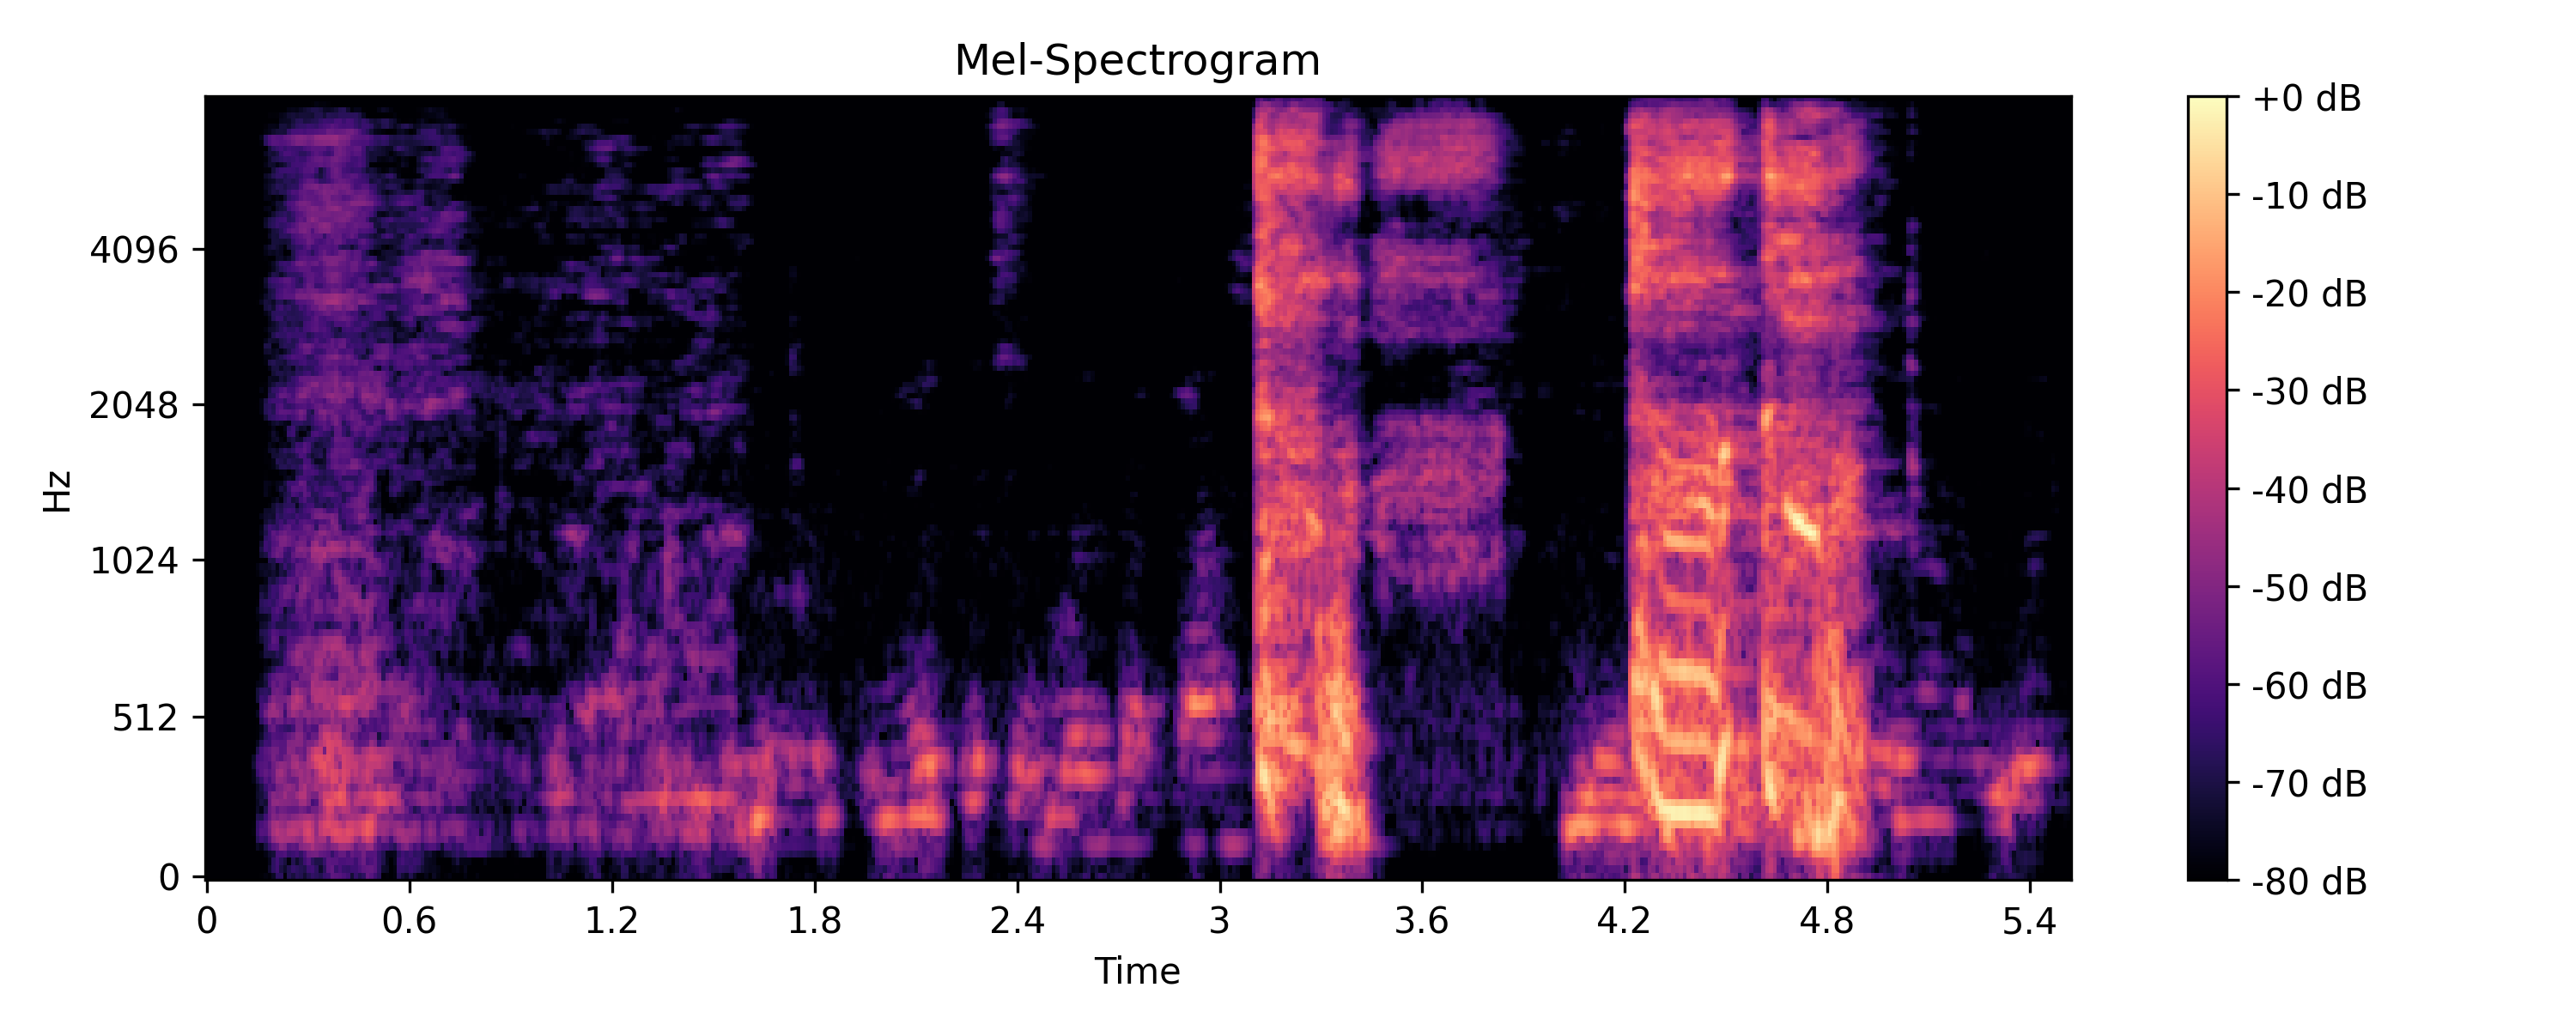 Mel-Spectrogram
+0 dB
-10 dB
-20 dB
-30 dB
-40 dB
-50 dB
-60 dB
-70 dB
-80 dB
Hz
4096
2048
1024
512
0
0 0.6 1.2 1.8 2.4 3 3.6 4.2 4.8 5.4
Time